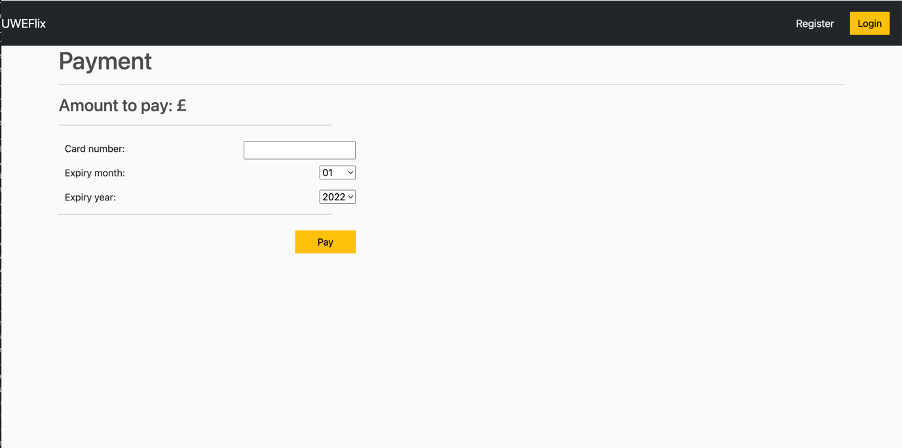 UWEFlix Register Login
Payment
Amount to pay: £
Card number:
Expiry month: 01
Expiry year: 2022
Pay